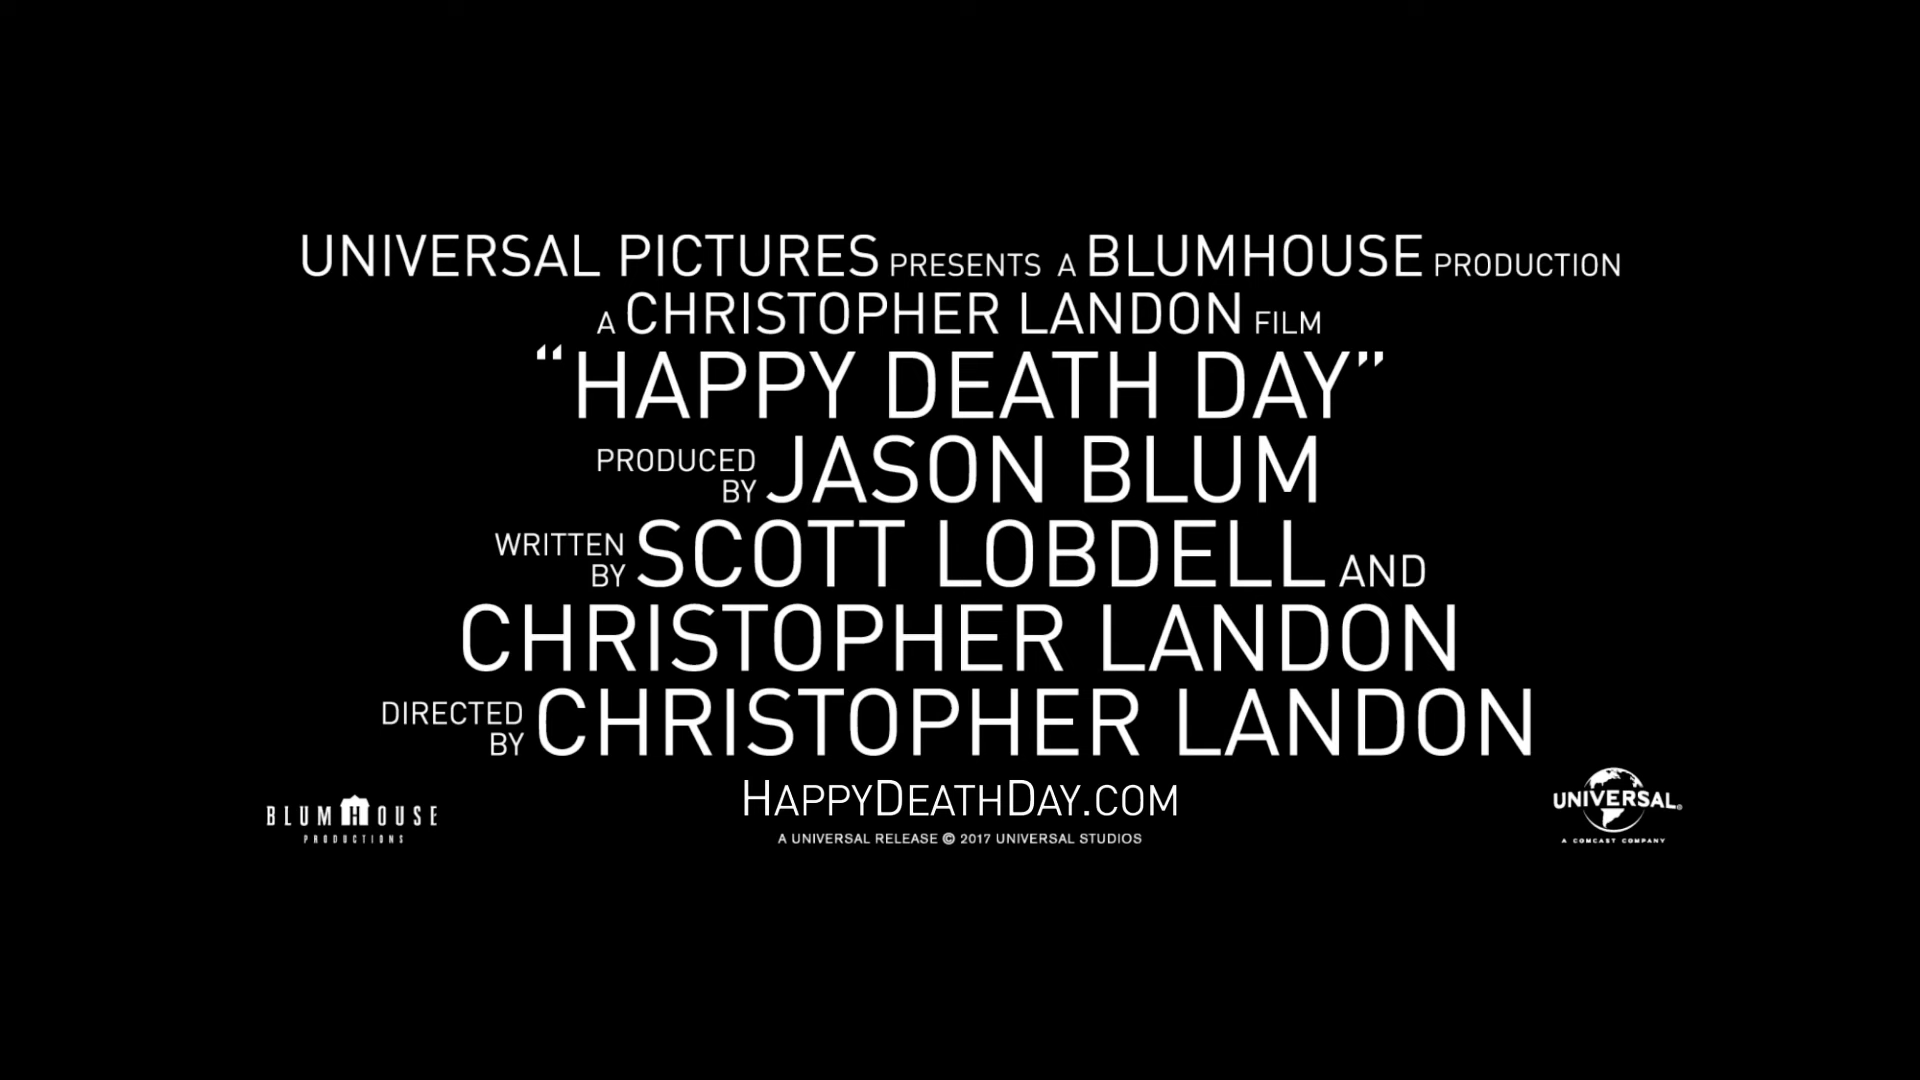 UNIVERSAL PICTURES PRESENTS A BLUMHOUSE PRODUCTION
A CHRISTOPHER LANDON FILM
“HAPPY DEATH DAY”
PRODUCED BY JASON BLUM
WRITTEN BY SCOTT LOBDELL AND
CHRISTOPHER LANDON
DIRECTED BY CHRISTOPHER LANDON
HAPPYDEATHDAY.COM
A UNIVERSAL RELEASE © 2017 UNIVERSAL STUDIOS
BLUMHOUSE
PRODUCTIONS
UNIVERSAL®
A COMCAST COMPANY